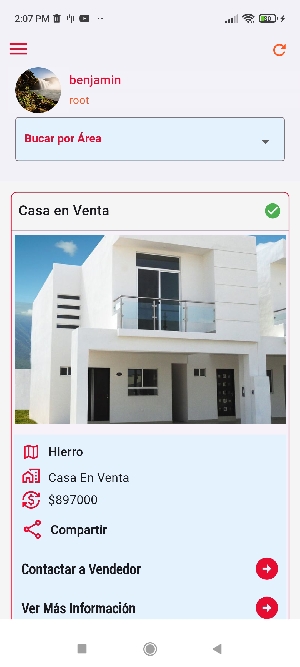 2:07 PM
benjamin
root
Bucar por Área
Casa en Venta
Hierro
Casa En Venta
$897000
Compartir
Contactar a Vendedor
Ver Más Información